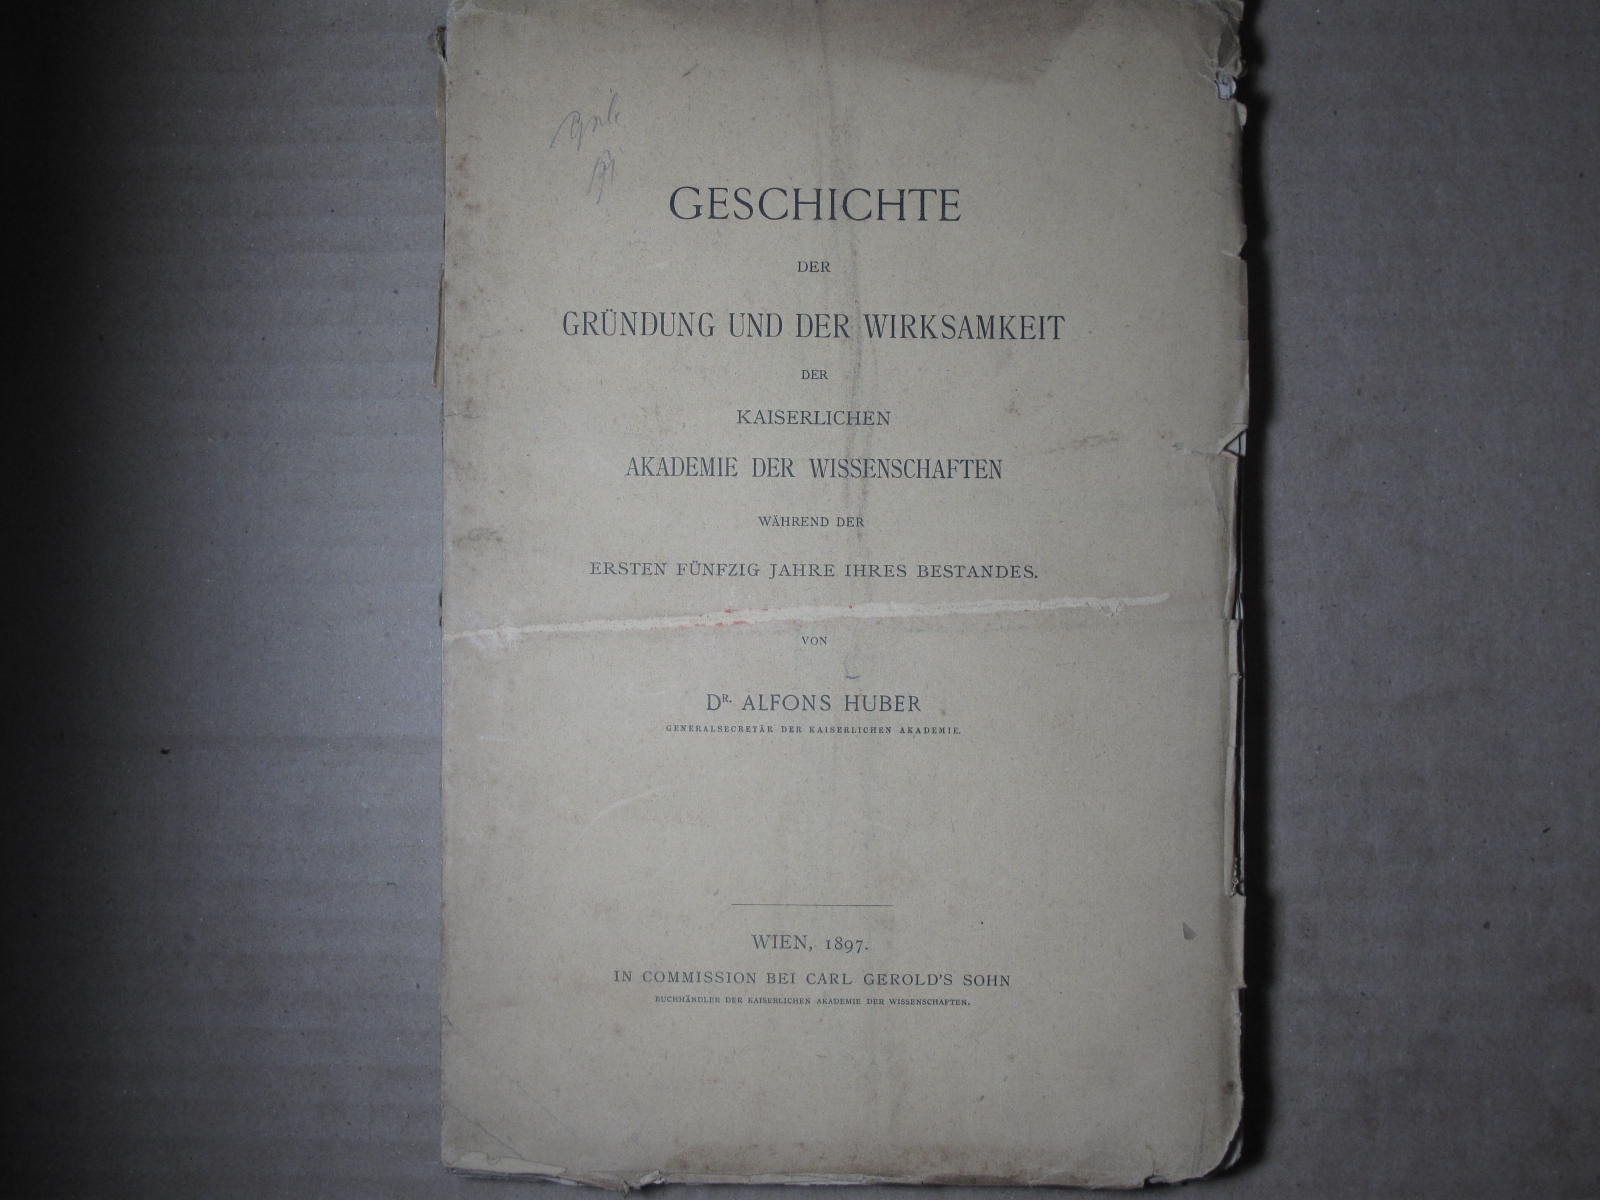 GESCHICHTE
DER
GRÜNDUNG UND DER WIRKSAMKEIT
DER
KAISERLICHEN
AKADEMIE DER WISSENSCHAFTEN
WÄHREND DER
ERSTEN FÜNFZIG JAHRE IHRES BESTANDES.
VON
DR. ALFONS HUBER
GENERALSECRETÄR DER KAISERLICHEN AKADEMIE.
WIEN, 1897.
IN COMMISSION BEI CARL GEROLD'S SOHN
BUCHHÄNDLER DER KAISERLICHEN AKADEMIE DER WISSENSCHAFTEN.